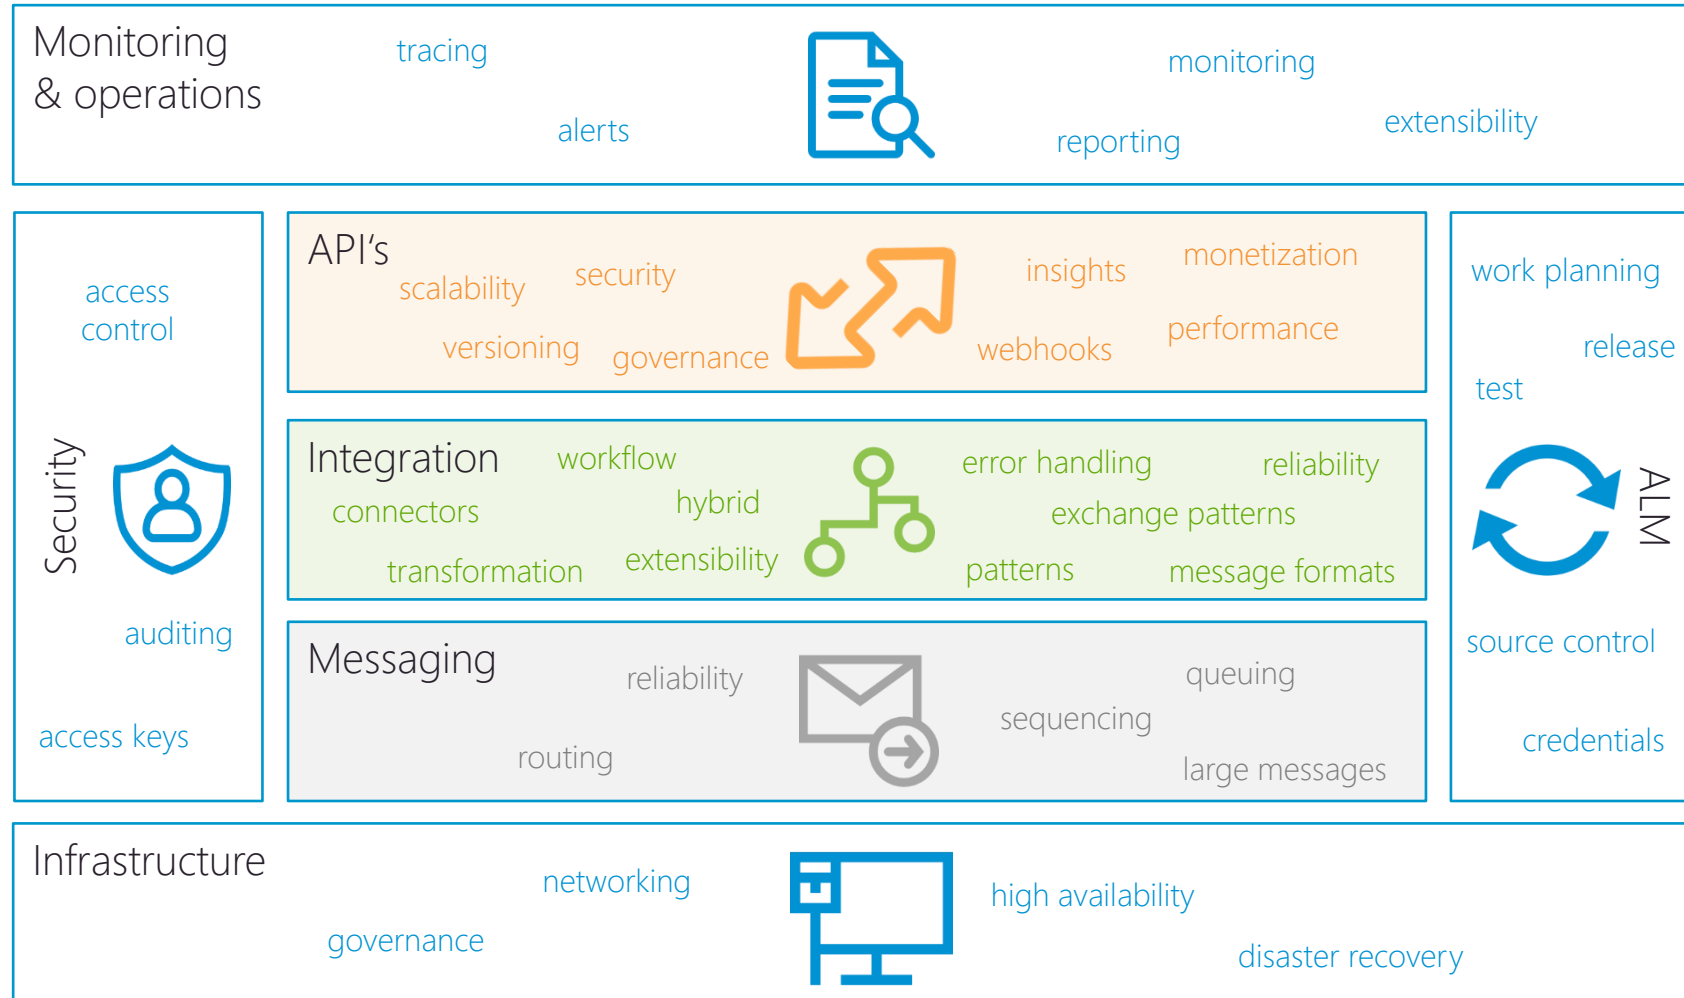 Monitoring
& operations
tracing
alerts
monitoring
reporting
extensibility
Security
access
control
auditing
access keys
API's
scalability
security
versioning
governance
insights
monetization
webhooks
performance
Integration
workflow
connectors
hybrid
transformation
extensibility
error handling
reliability
exchange patterns
patterns
message formats
Messaging
reliability
routing
queuing
sequencing
large messages
ALM
work planning
release
test
source control
credentials
Infrastructure
networking
governance
high availability
disaster recovery